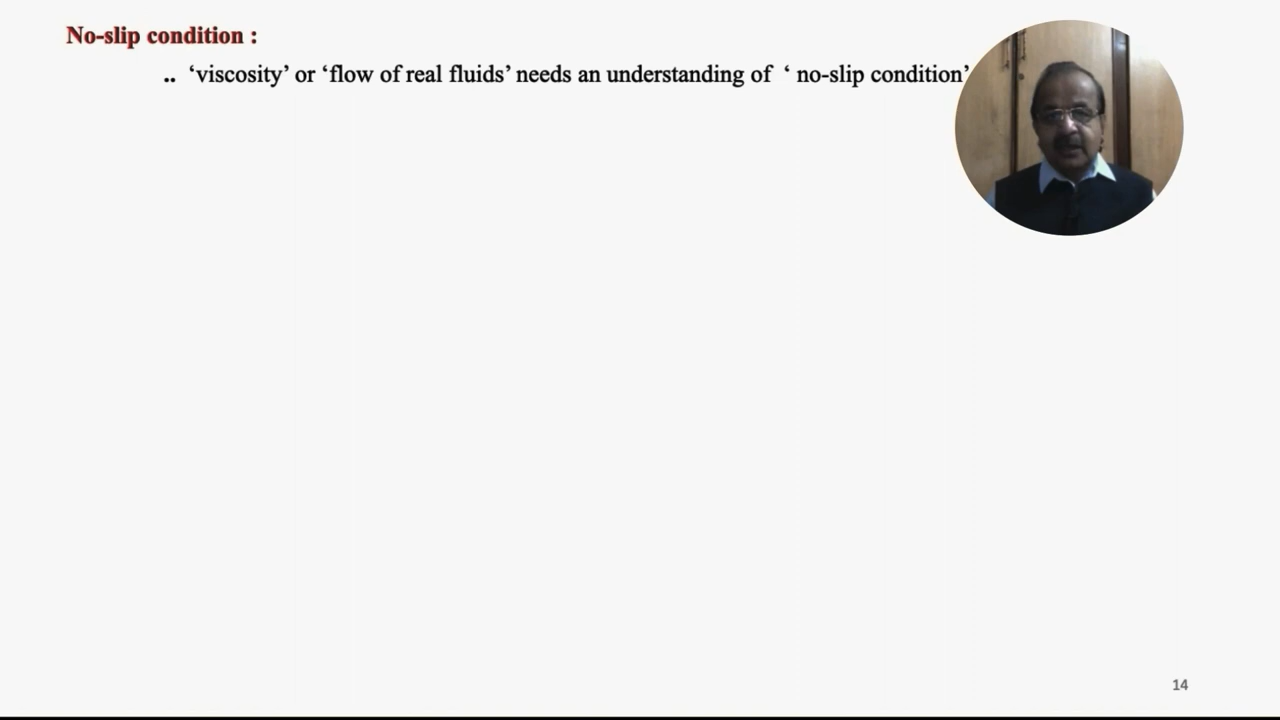 No-slip condition :
.. ‘viscosity’ or ‘flow of real fluids’ needs an understanding of ‘ no-slip condition’
14